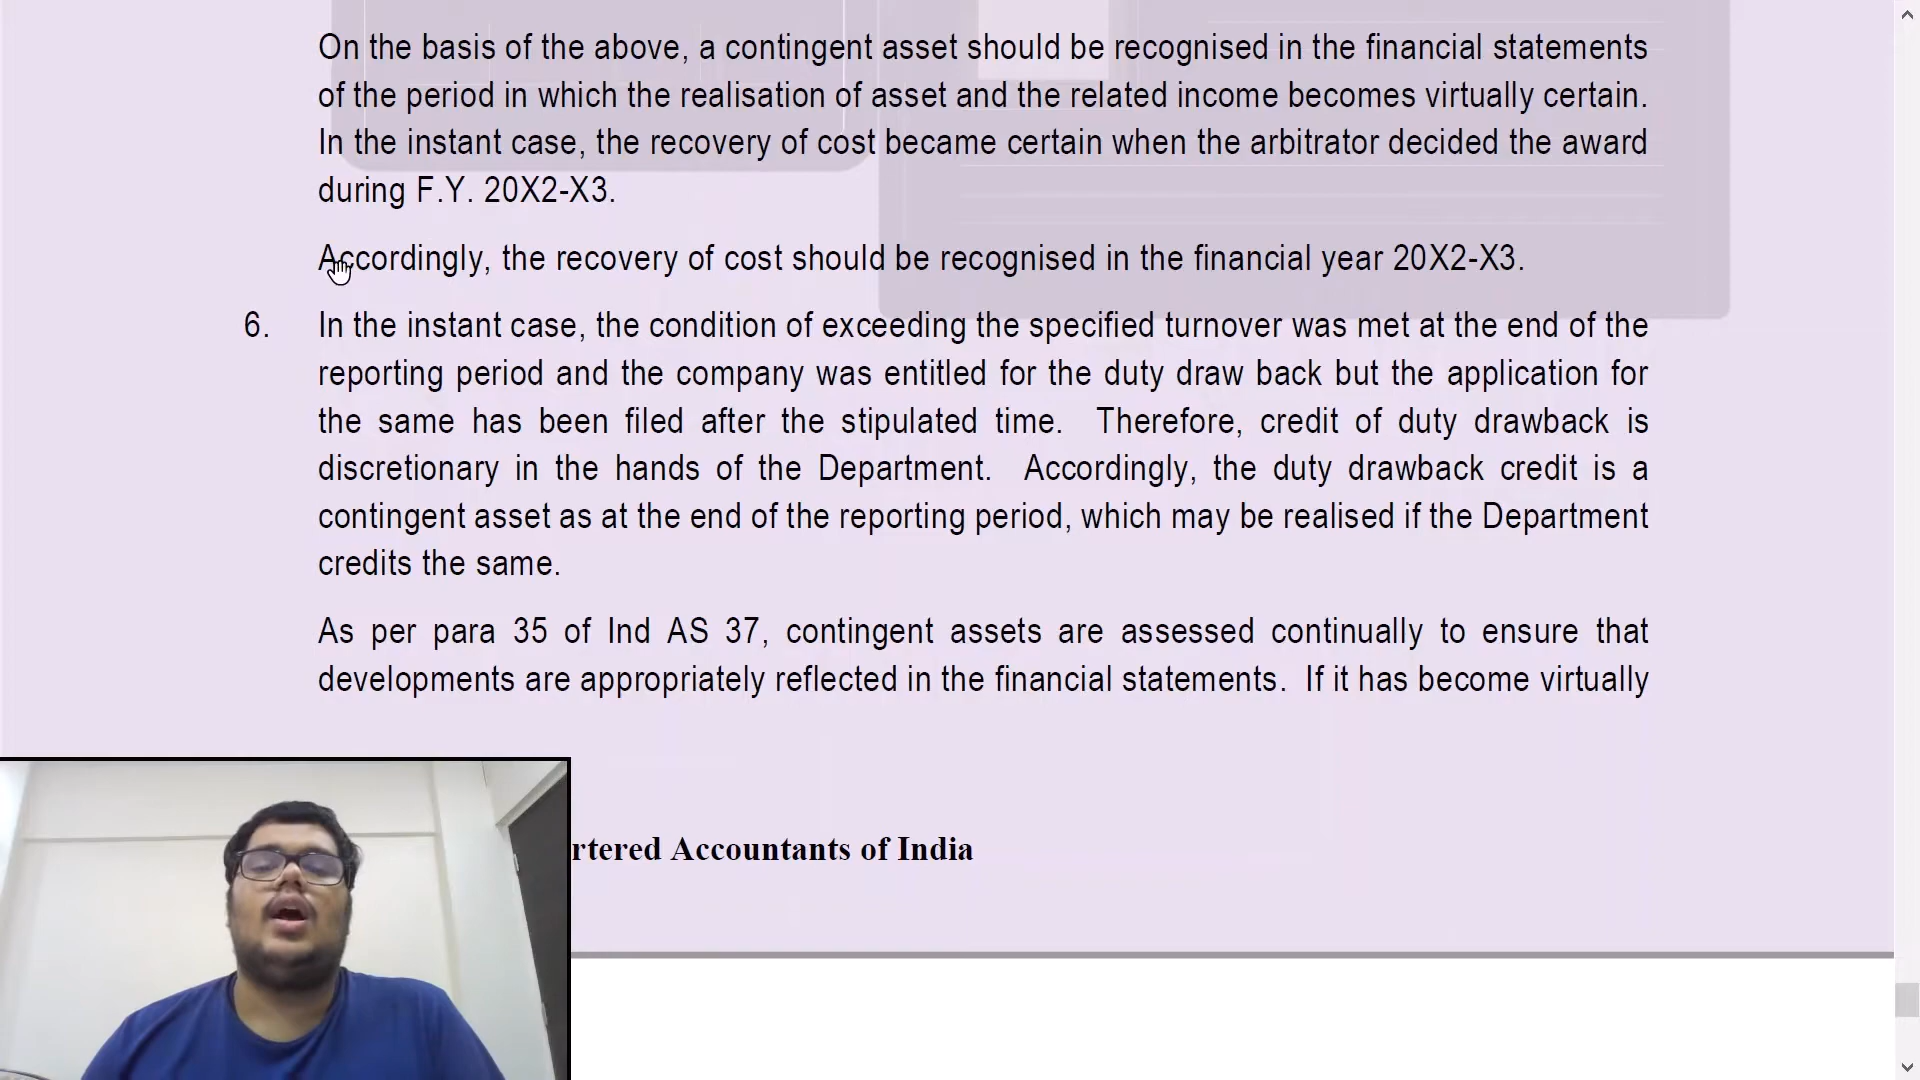 On the basis of the above, a contingent asset should be recognised in the financial statements
of the period in which the realisation of asset and the related income becomes virtually certain.
In the instant case, the recovery of cost became certain when the arbitrator decided the award
during F.Y. 20X2-X3.
Accordingly, the recovery of cost should be recognised in the financial year 20X2-X3.
6. In the instant case, the condition of exceeding the specified turnover was met at the end of the
reporting period and the company was entitled for the duty draw back but the application for
the same has been filed after the stipulated time. Therefore, credit of duty drawback is
discretionary in the hands of the Department. Accordingly, the duty drawback credit is a
contingent asset as at the end of the reporting period, which may be realised if the Department
credits the same.
As per para 35 of Ind AS 37, contingent assets are assessed continually to ensure that
developments are appropriately reflected in the financial statements. If it has become virtually
rtered Accountants of India